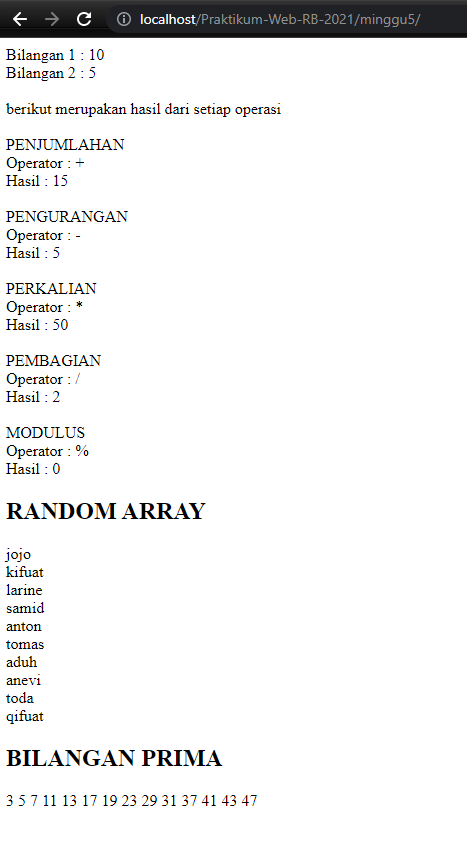 localhost/Praktikum-Web-RB-2021/minggu5/
Bilangan 1 : 10
Bilangan 2 : 5
berikut merupakan hasil dari setiap operasi
PENJUMLAHAN
Operator : +
Hasil : 15
PENGURANGAN
Operator : -
Hasil : 5
PERKALIAN
Operator : *
Hasil : 50
PEMBAGIAN
Operator : /
Hasil : 2
MODULUS
Operator : %
Hasil : 0
RANDOM ARRAY
jojo
kifuat
larine
samid
anton
tomas
aduh
anevi
toda
qifuat
BILANGAN PRIMA
3 5 7 11 13 17 19 23 29 31 37 41 43 47